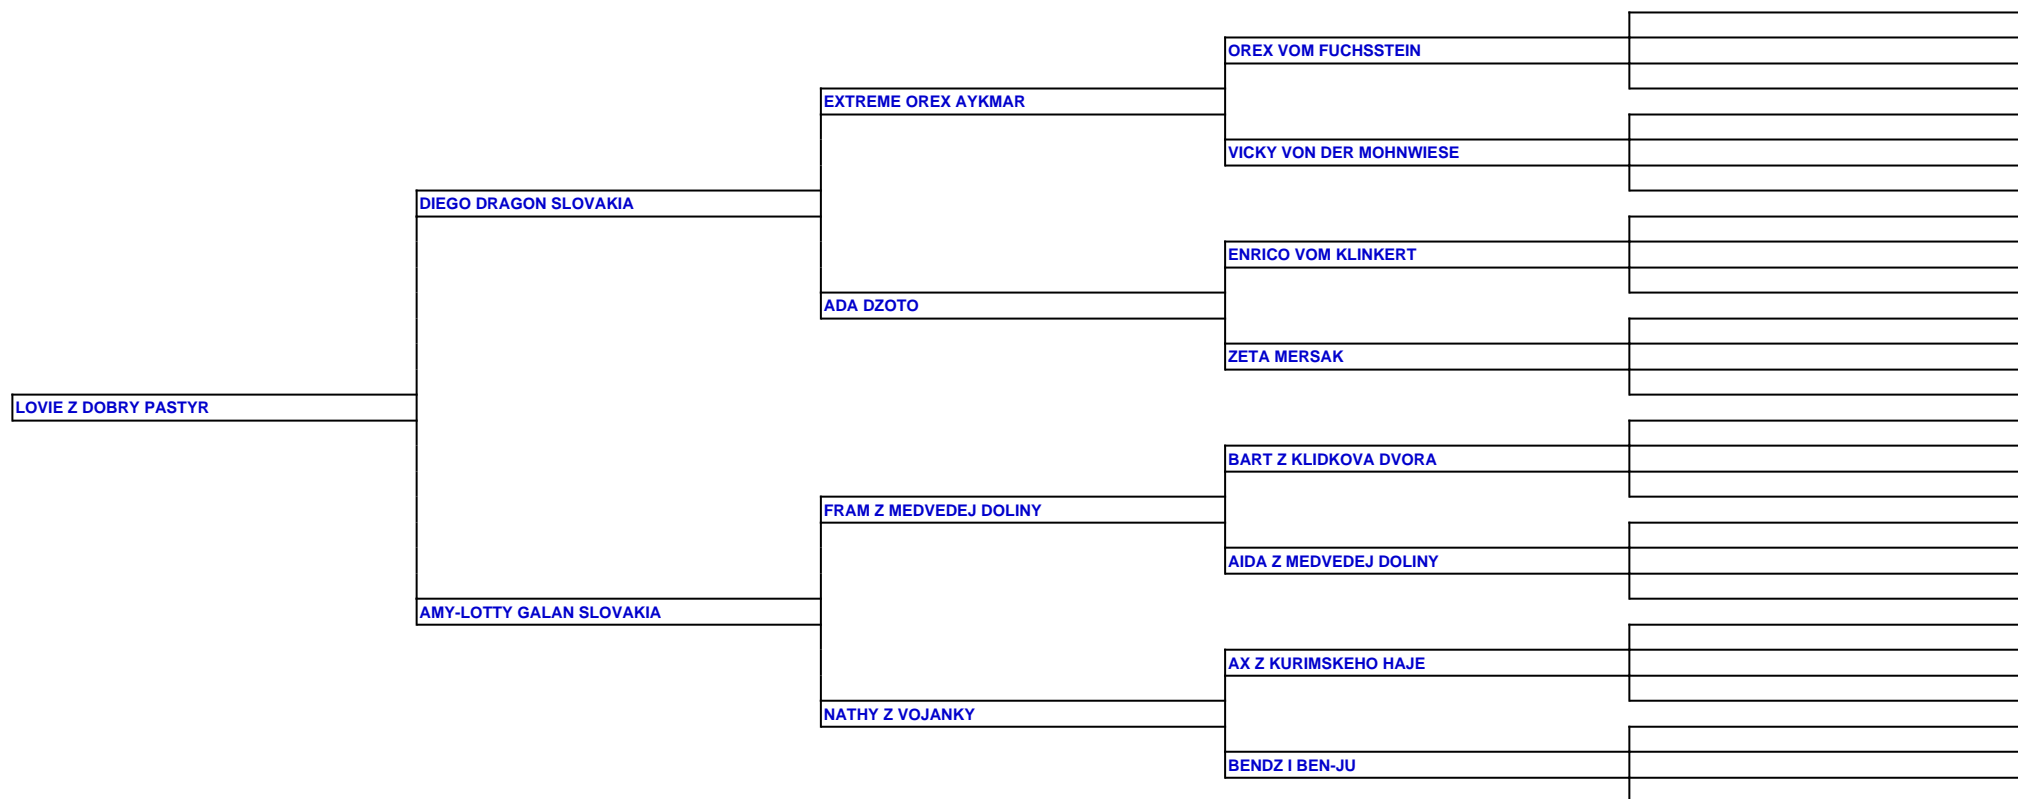 OREX VOM FUCHSSTEIN
EXTREME OREX AYKMAR
VICKY VON DER MOHNWIESE
DIEGO DRAGON SLOVAKIA
ENRICO VOM KLINKERT
ADA DZOTO
ZETA MERSAK
LOVIE Z DOBRY PASTYR
BART Z KLIDKOVA DVORA
FRAM Z MEDVEDEJ DOLINY
AIDA Z MEDVEDEJ DOLINY
AMY-LOTTY GALAN SLOVAKIA
AX Z KURIMSKEHO HAJE
NATHY Z VOJANKY
BENDZ I BEN-JU